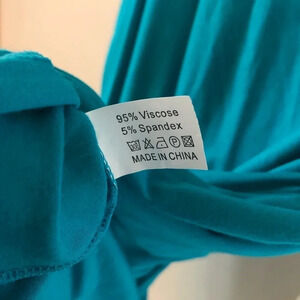 95% Viscose
5% Spandex
MADE IN CHINA